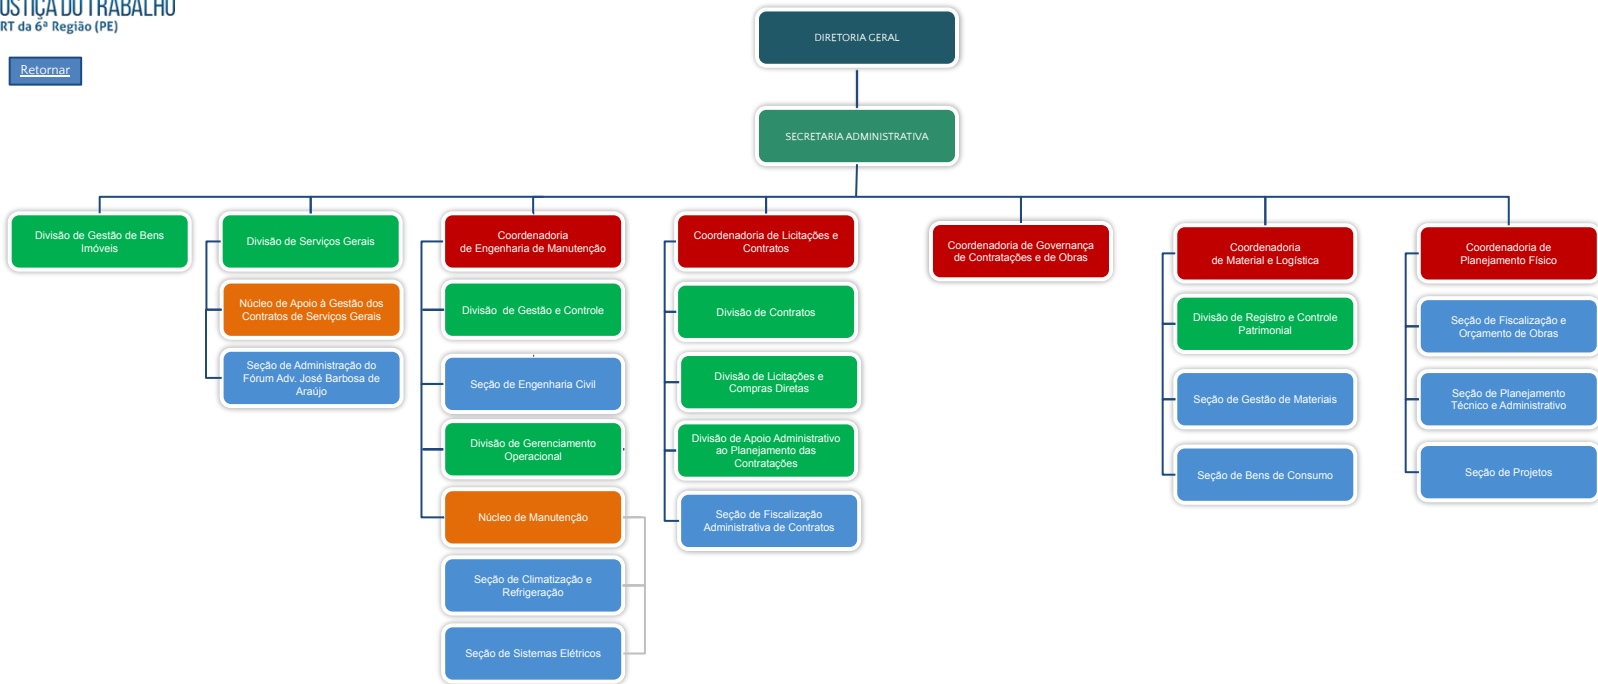 JUSTIÇA DO TRABALHO
TRT da 6ª Região (PE)
Retornar
DIRETORIA GERAL
SECRETARIA ADMINISTRATIVA
Divisão de Gestão de Bens
Imóveis
Divisão de Serviços Gerais
Núcleo de Apoio à Gestão dos
Contratos de Serviços Gerais
Seção de Administração do
Fórum Adv. José Barbosa de
Araújo
Coordenadoria
de Engenharia de Manutenção
Divisão de Gestão e Controle
Seção de Engenharia Civil
Divisão de Gerenciamento
Operacional
Núcleo de Manutenção
Seção de Climatização e
Refrigeração
Seção de Sistemas Elétricos
Coordenadoria de Licitações e
Contratos
Divisão de Contratos
Divisão de Licitações e
Compras Diretas
Divisão de Apoio Administrativo
ao Planejamento das
Contratações
Seção de Fiscalização
Administrativa de Contratos
Coordenadoria de Governança
de Contratações e de Obras
Coordenadoria
de Material e Logística
Divisão de Registro e Controle
Patrimonial
Seção de Gestão de Materiais
Seção de Bens de Consumo
Coordenadoria de
Planejamento Físico
Seção de Fiscalização e
Orçamento de Obras
Seção de Planejamento
Técnico e Administrativo
Seção de Projetos